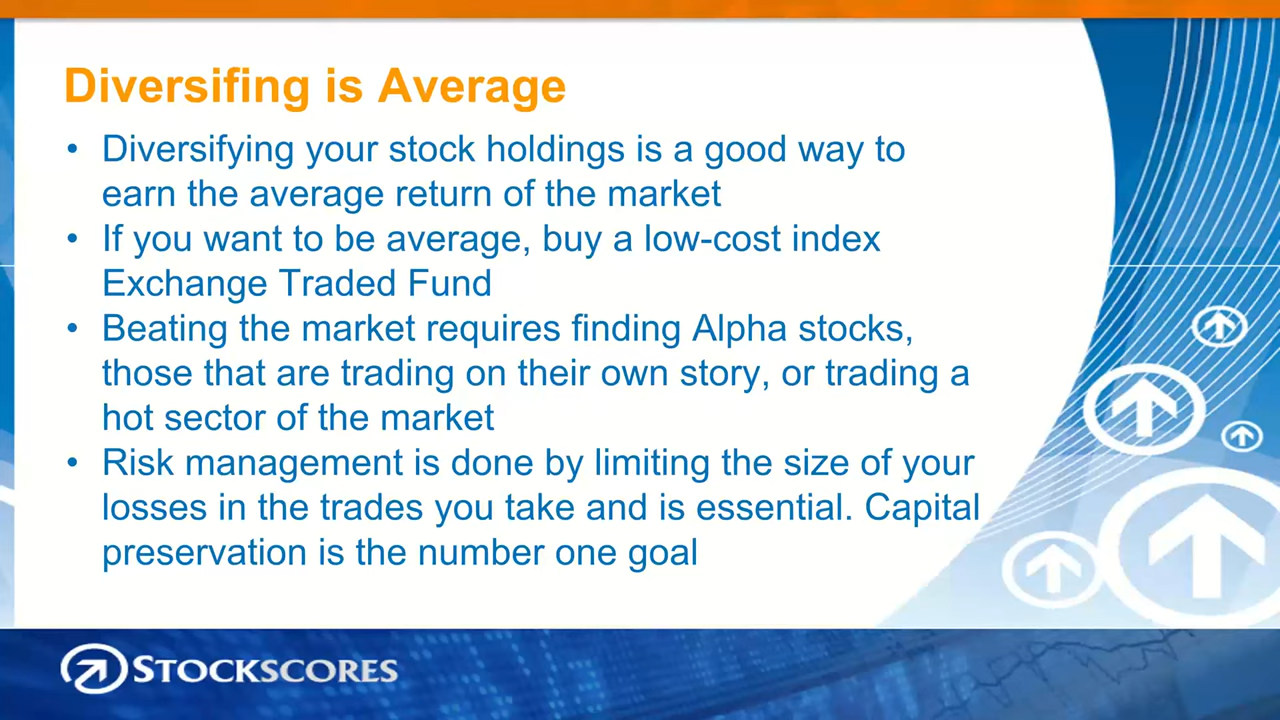 Diversifing is Average
• Diversifying your stock holdings is a good way to
earn the average return of the market
• If you want to be average, buy a low-cost index
Exchange Traded Fund
• Beating the market requires finding Alpha stocks,
those that are trading on their own story, or trading a
hot sector of the market
• Risk management is done by limiting the size of your
losses in the trades you take and is essential. Capital
preservation is the number one goal
STOCKSCORES